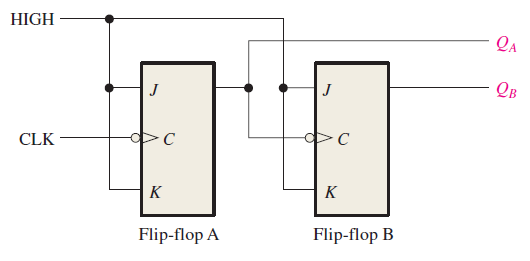 HIGH
Q_A
J J Q_B
CLK C C
K K
Flip-flop A Flip-flop B